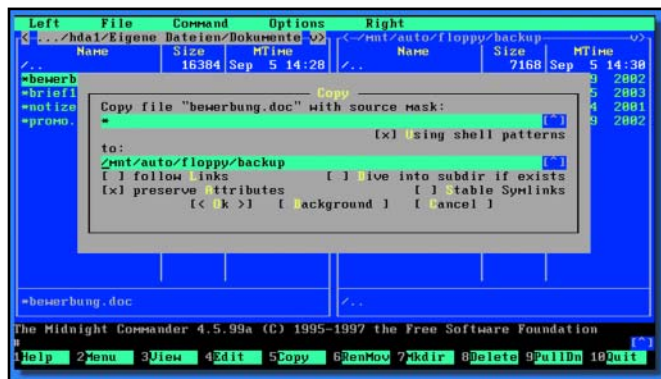 Left File Command Options Right
<‑.../hda1/Eigene Dateien/Dokumente‑v> <‑/mnt/auto/floppy/backup‑v>
Name Size MTime Name Size MTime
/.. 16384 Sep 5 14:28 /.. 7168 Sep 5 14:30
*bewerb 9 2002
*brief1 5 2003
*notize 4 2001
*promo. 9 2002
Copy
Copy file "bewerbung.doc" with source mask:
* [^]
[x] Using shell patterns
to:
/mnt/auto/floppy/backup [^]
[ ] follow Links [ ] Dive into subdir if exists
[x] preserve Attributes [ ] Stable Symlinks
[< Ok >] [ Background ] [ Cancel ]
*bewerbung.doc /..
The Midnight Commander 4.5.99a (C) 1995-1997 the Free Software Foundation
# [^]
1Help 2Menu 3View 4Edit 5Copy 6RenMov 7Mkdir 8Delete 9PullDn 10Quit